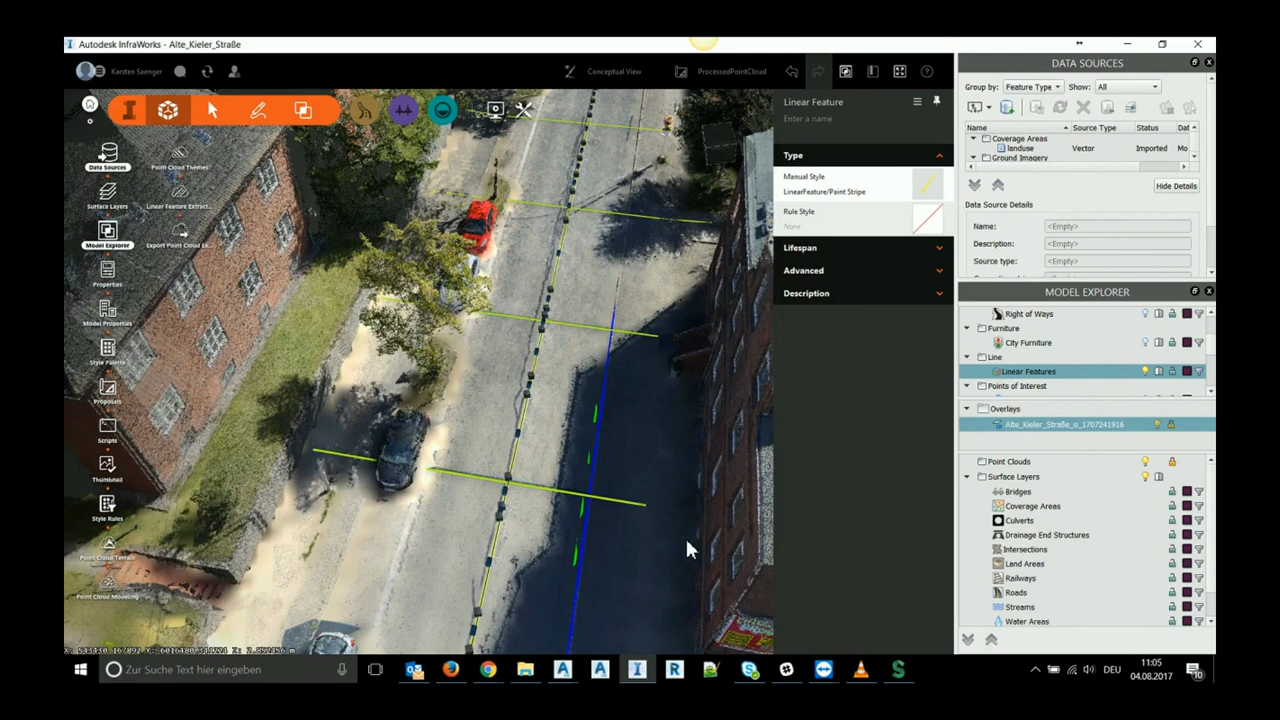 Autodesk InfraWorks - Alte_Kieler_Straße
Karsten Saenger
Conceptual View
ProcessedPointCloud
Data Sources
Surface Layers
Model Explorer
Properties
Model Properties
Style Palette
Proposals
Scripts
Thumbnail
Style Rules
Point Cloud Terrain
Point Cloud Modeling
Point Cloud Themes
Linear Feature Extract...
Export Point Cloud Ex...
Linear Feature
Enter a name
Type
Manual Style
LinearFeature/Paint Stripe
Rule Style
None
Lifespan
Advanced
Description
DATA SOURCES
Group by: Feature Type Show: All
Name Source Type Status Dat
Coverage Areas
landuse Vector Imported Mo
Ground Imagery
Hide Details
Data Source Details
Name: <Empty>
Description: <Empty>
Source type: <Empty>
MODEL EXPLORER
Right of Ways
Furniture
City Furniture
Line
Linear Features
Points of Interest
Overlays
Alte_Kieler_Straße_o_1707241916
Point Clouds
Surface Layers
Bridges
Coverage Areas
Culverts
Drainage End Structures
Intersections
Land Areas
Railways
Roads
Streams
Water Areas
Zur Suche Text hier eingeben
DEU
11:05
04.08.2017
10